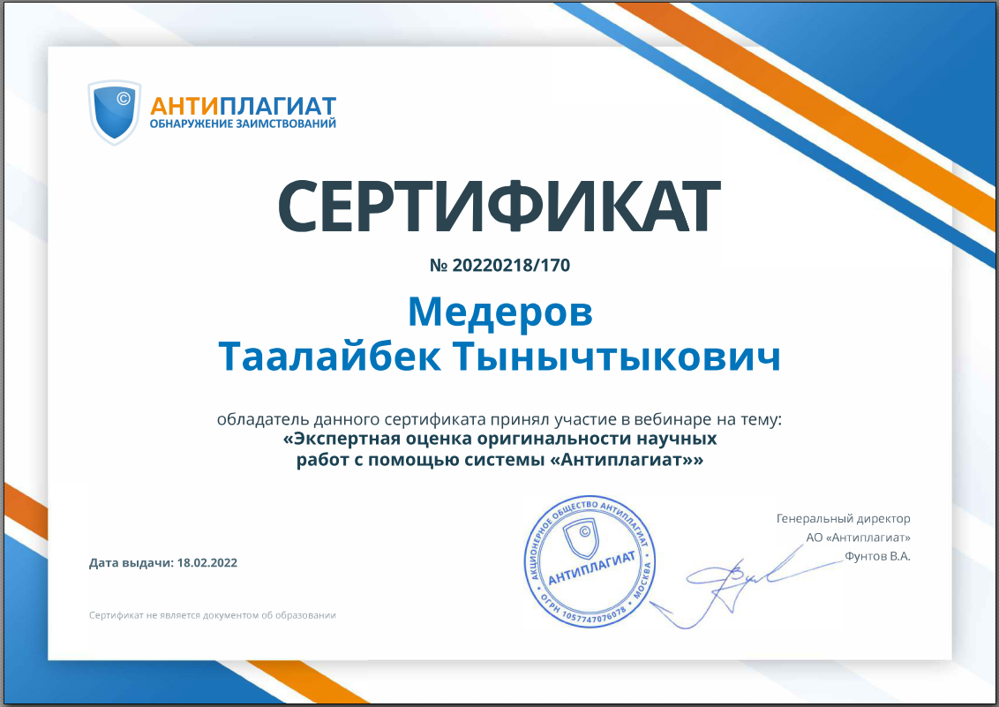 ©
АНТИПЛАГИАТ
ОБНАРУЖЕНИЕ ЗАИМСТВОВАНИЙ
СЕРТИФИКАТ
№ 20220218/170
Медеров
Таалайбек Тынычтыкович
обладатель данного сертификата принял участие в вебинаре на тему:
«Экспертная оценка оригинальности научных
работ с помощью системы «Антиплагиат»»
Генеральный директор
АО «Антиплагиат»
Фунтов В.А.
АКЦИОНЕРНОЕ ОБЩЕСТВО АНТИПЛАГИАТ • МОСКВА • ОГРН 1057747076078 •
©
АНТИПЛАГИАТ
Дата выдачи: 18.02.2022
Сертификат не является документом об образовании